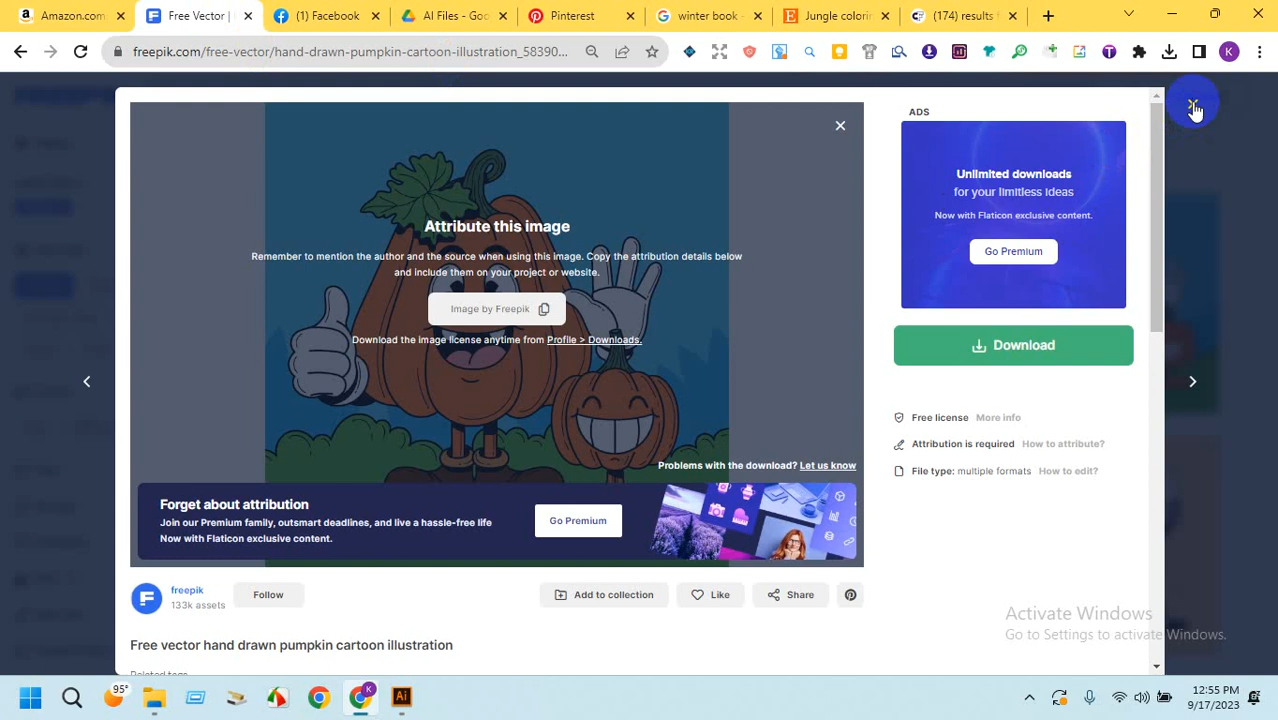 Amazon.com
Free Vector |
(1) Facebook
AI Files - Goo
Pinterest
winter book -
Jungle colorin
(174) results f
freepik.com/free-vector/hand-drawn-pumpkin-cartoon-illustration_58390...
K
ADS
Unlimited downloads
for your limitless ideas
Now with Flaticon exclusive content.
Go Premium
Attribute this image
Remember to mention the author and the source when using this image. Copy the attribution details below
and include them on your project or website.
Image by Freepik
Download the image license anytime from Profile > Downloads.
Download
Free license More info
Attribution is required How to attribute?
File type: multiple formats How to edit?
Problems with the download? Let us know
Forget about attribution
Join our Premium family, outsmart deadlines, and live a hassle-free life
Now with Flaticon exclusive content.
Go Premium
freepik
133k assets
Follow
Add to collection
Like
Share
Free vector hand drawn pumpkin cartoon illustration
Related tags
Activate Windows
Go to Settings to activate Windows.
95°
K
Ai
12:55 PM
9/17/2023